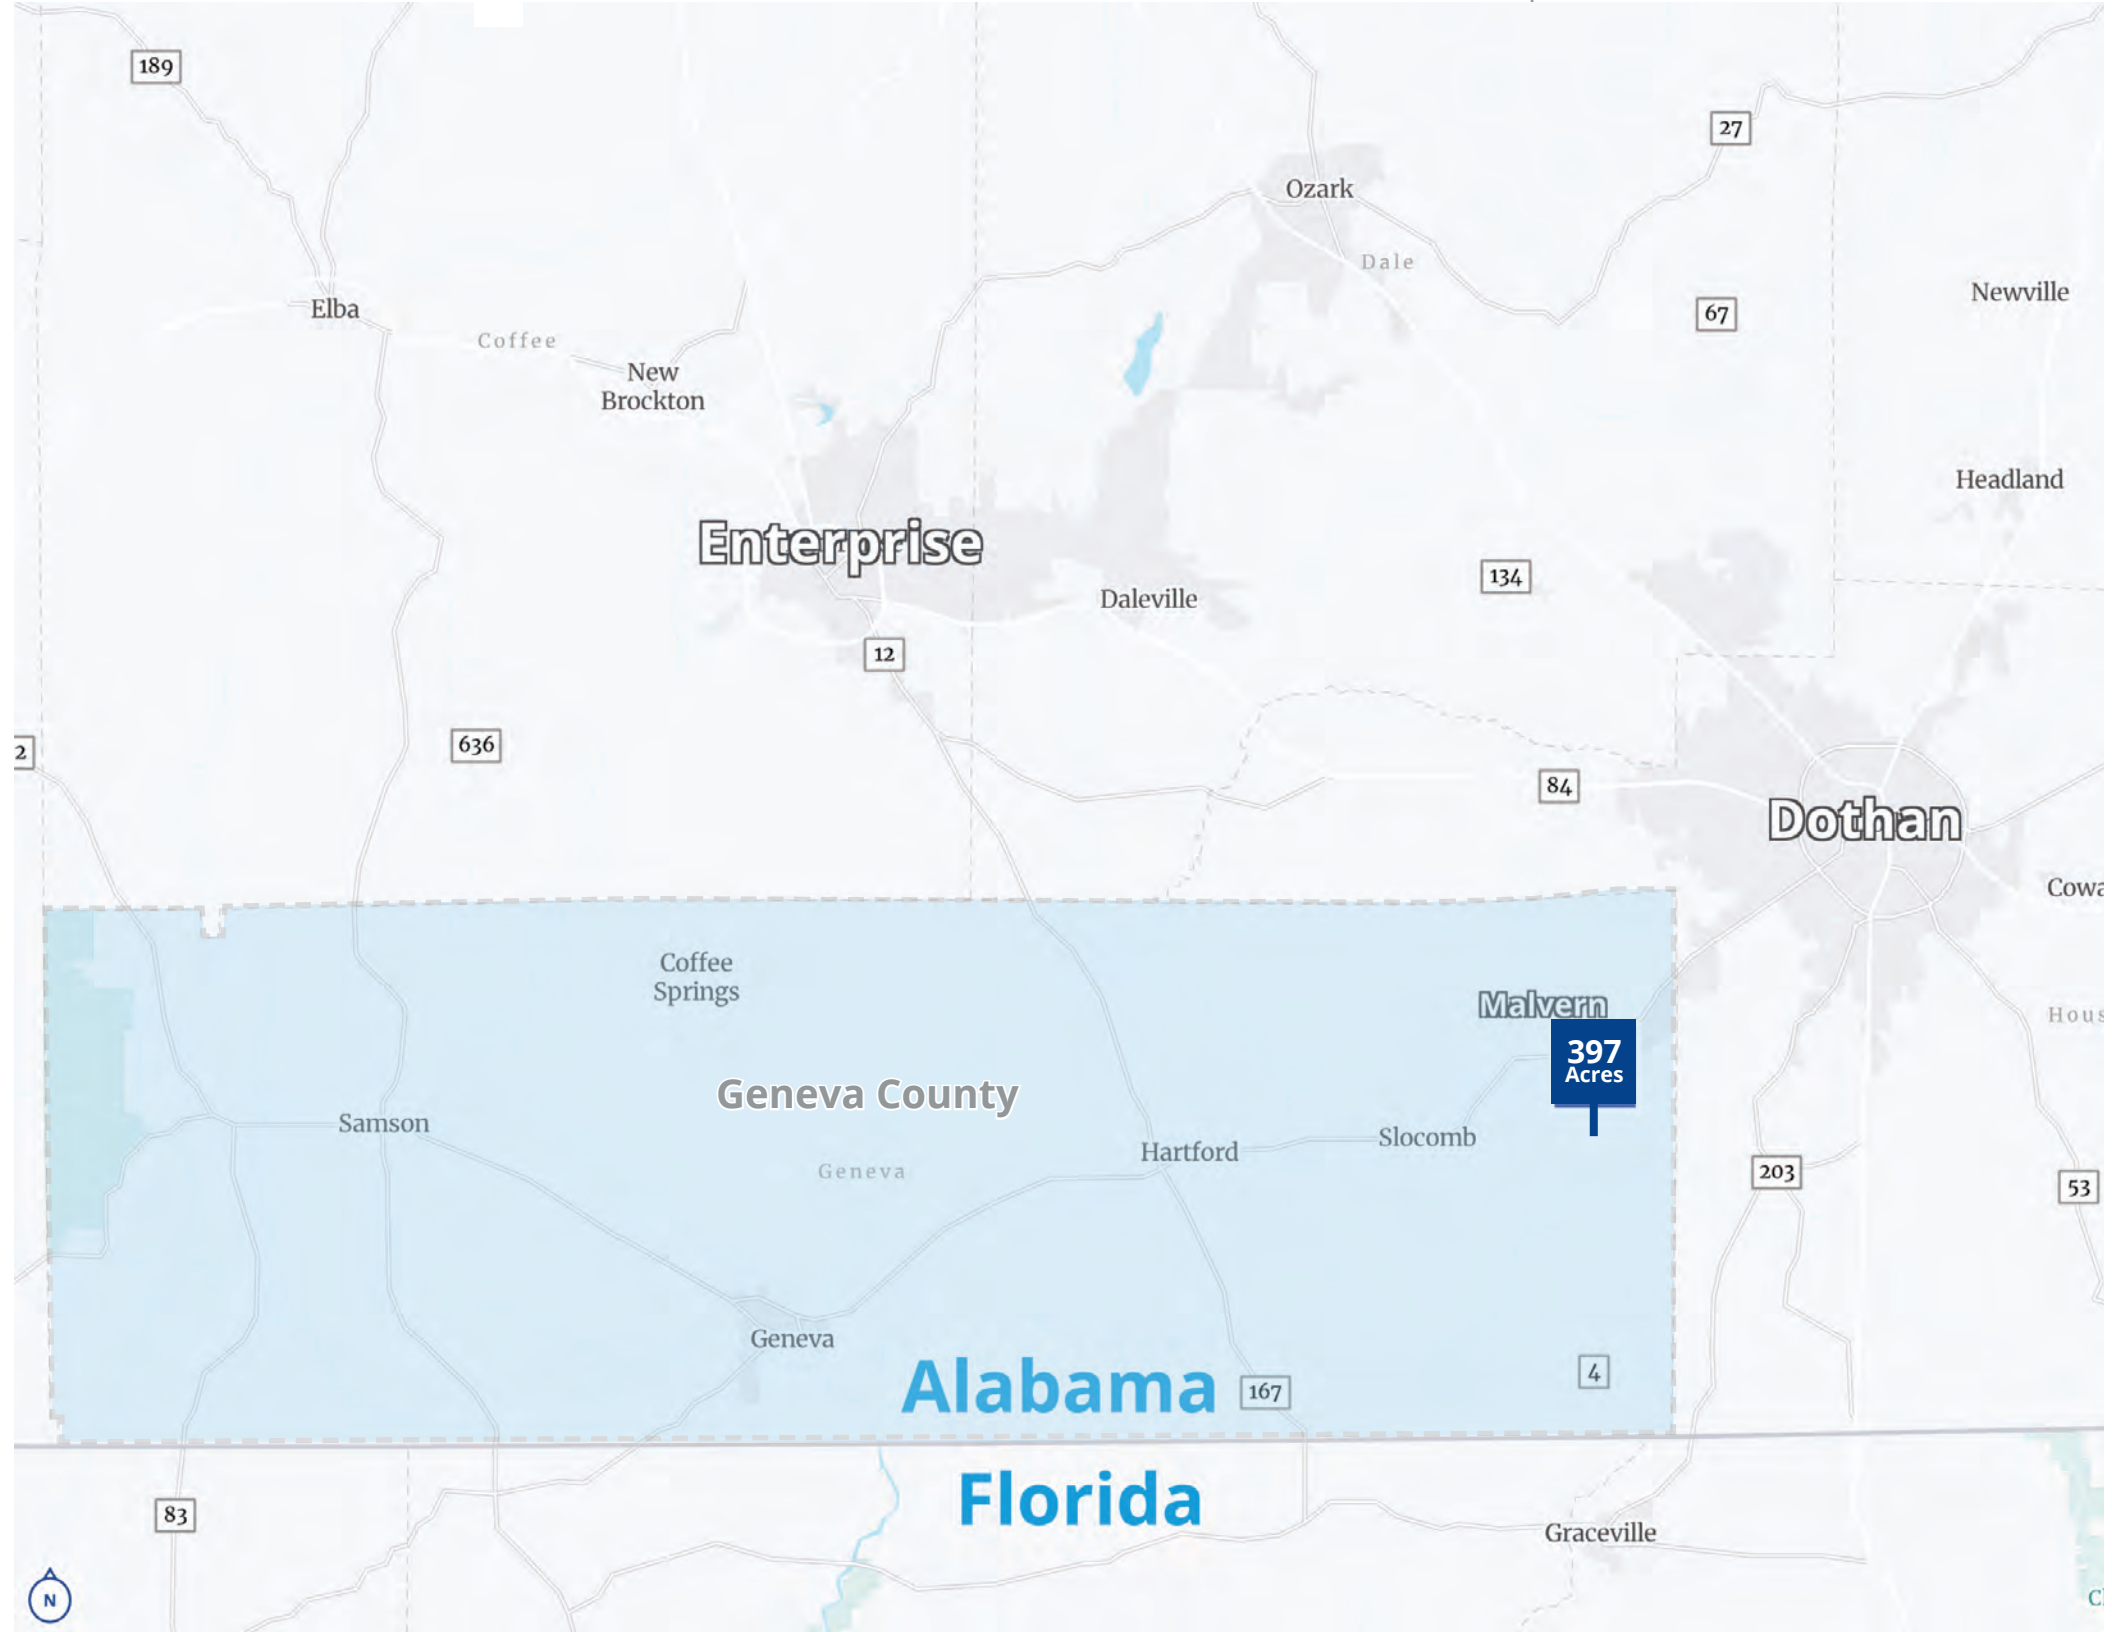 189
27
Ozark
Dale
Newville
Elba
67
Coffee
New
Brockton
Headland
Enterprise
134
Daleville
12
636
2
84
Dothan
Cowa
Coffee
Springs
Malvern
Hous
397
Acres
Geneva County
Samson
Slocomb
Hartford
Geneva
203
53
Geneva
Alabama
167
4
Florida
83
Graceville
N